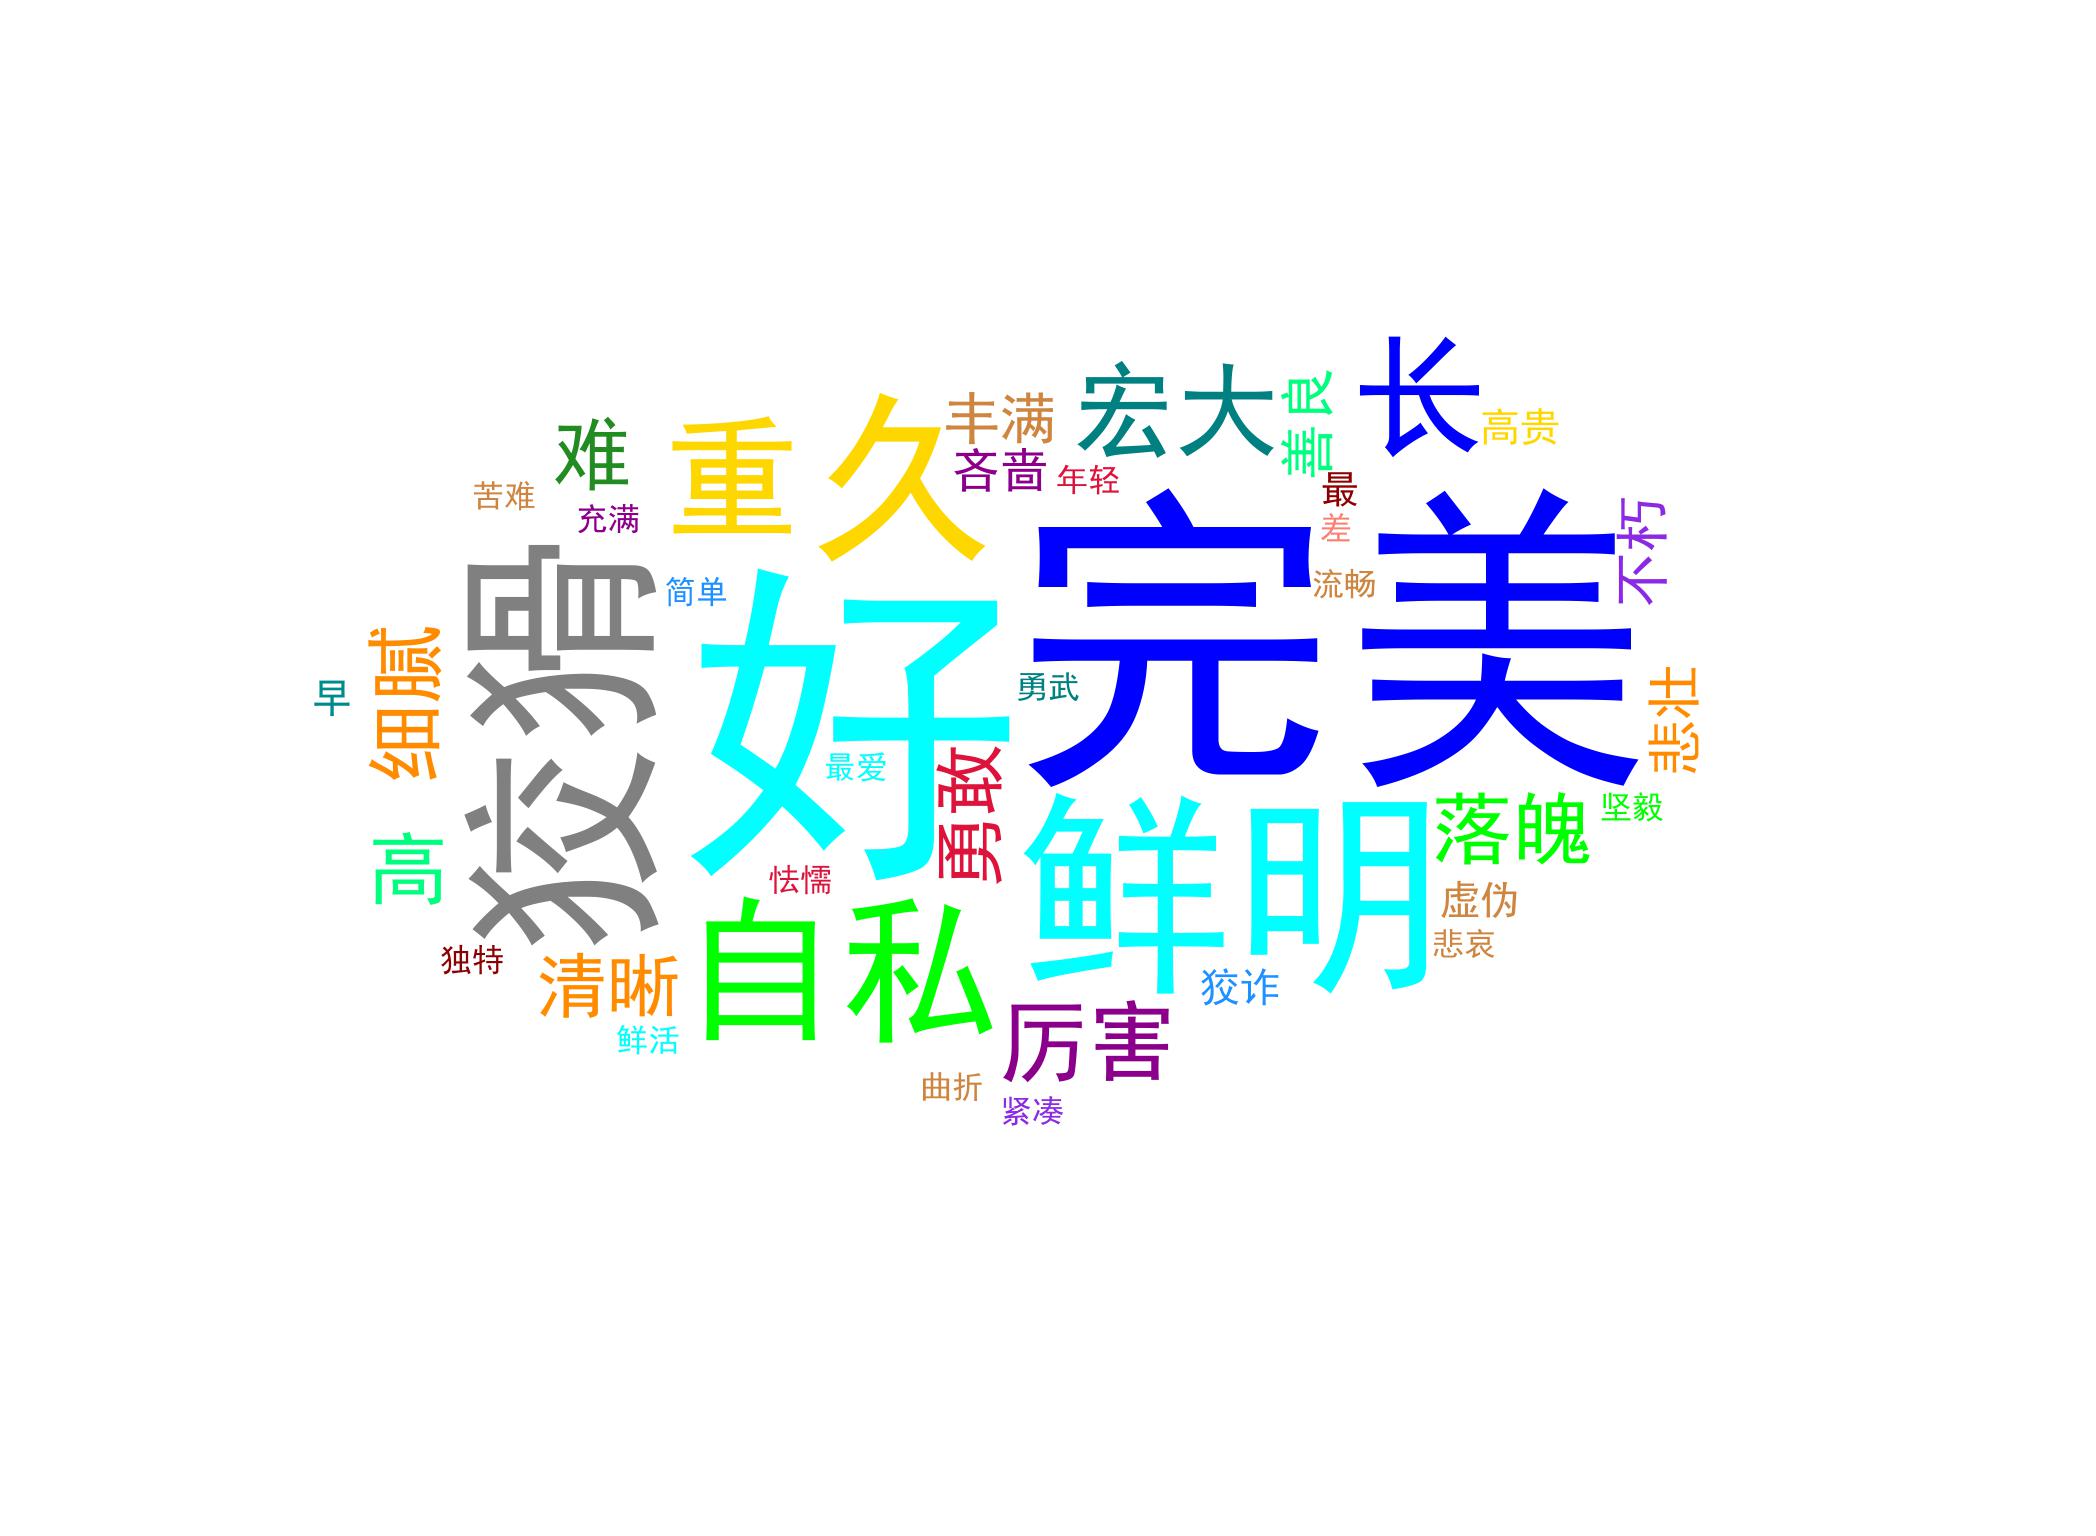 长
宏大
善良
高贵
丰满
重久
难
吝啬
年轻
最
苦难
充满
差
完美
不朽
流畅
简单
好
狡猾
细腻
早
勇武
悲壮
最爱
勇敢
鲜明
落魄
坚毅
高
怯懦
自私
虚伪
悲哀
独特
清晰
狡诈
厉害
鲜活
曲折
紧凑